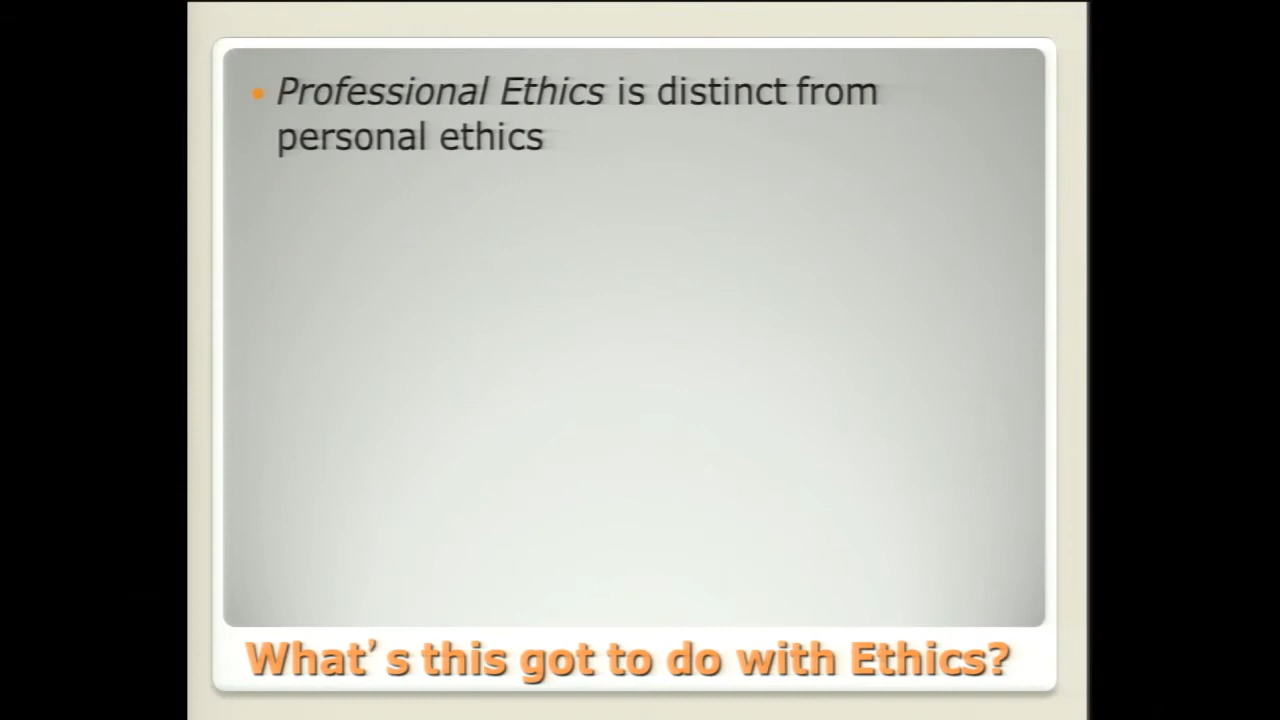 • Professional Ethics is distinct from
personal ethics
What's this got to do with Ethics?